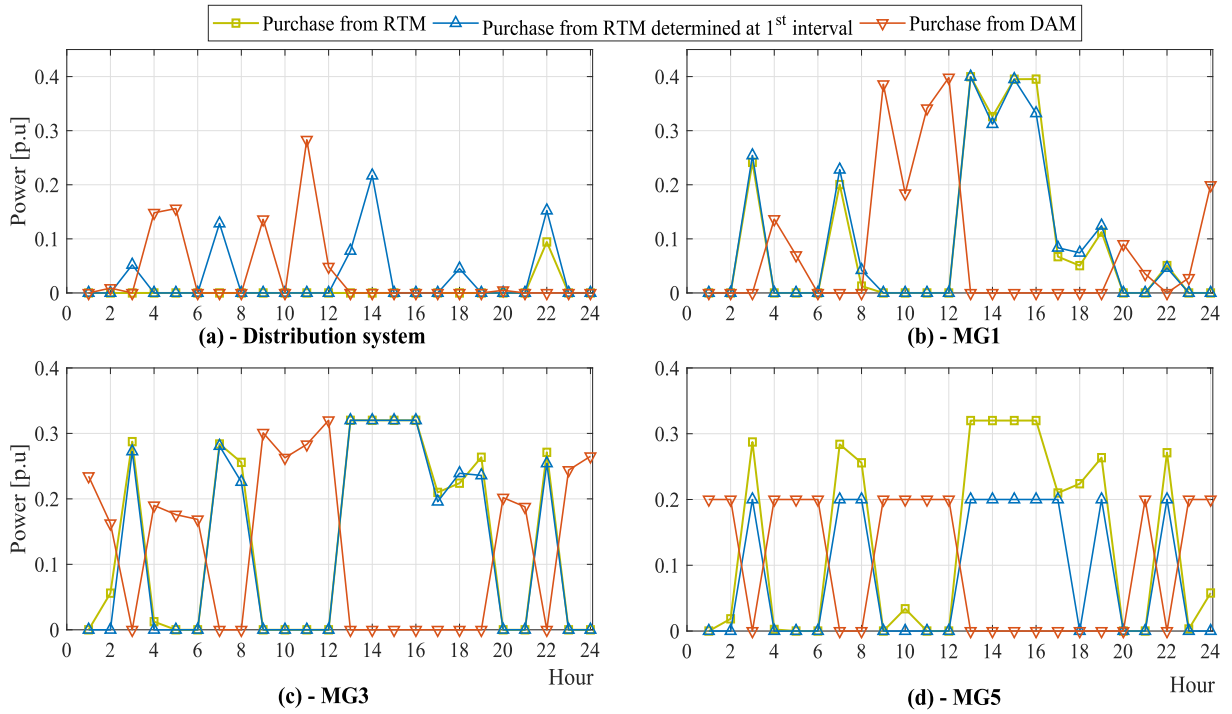 Purchase from RTM Purchase from RTM determined at 1st interval Purchase from DAM
Power [p.u]
0.4
0.3
0.2
0.1
0
0 2 4 6 8 10 12 14 16 18 20 22 24
(a) - Distribution system
0.4
0.3
0.2
0.1
0
0 2 4 6 8 10 12 14 16 18 20 22 24
(b) - MG1
Power [p.u]
0.4
0.3
0.2
0.1
0
0 2 4 6 8 10 12 14 16 18 20 22 24
Hour
(c) - MG3
0.4
0.3
0.2
0.1
0
0 2 4 6 8 10 12 14 16 18 20 22 24
Hour
(d) - MG5